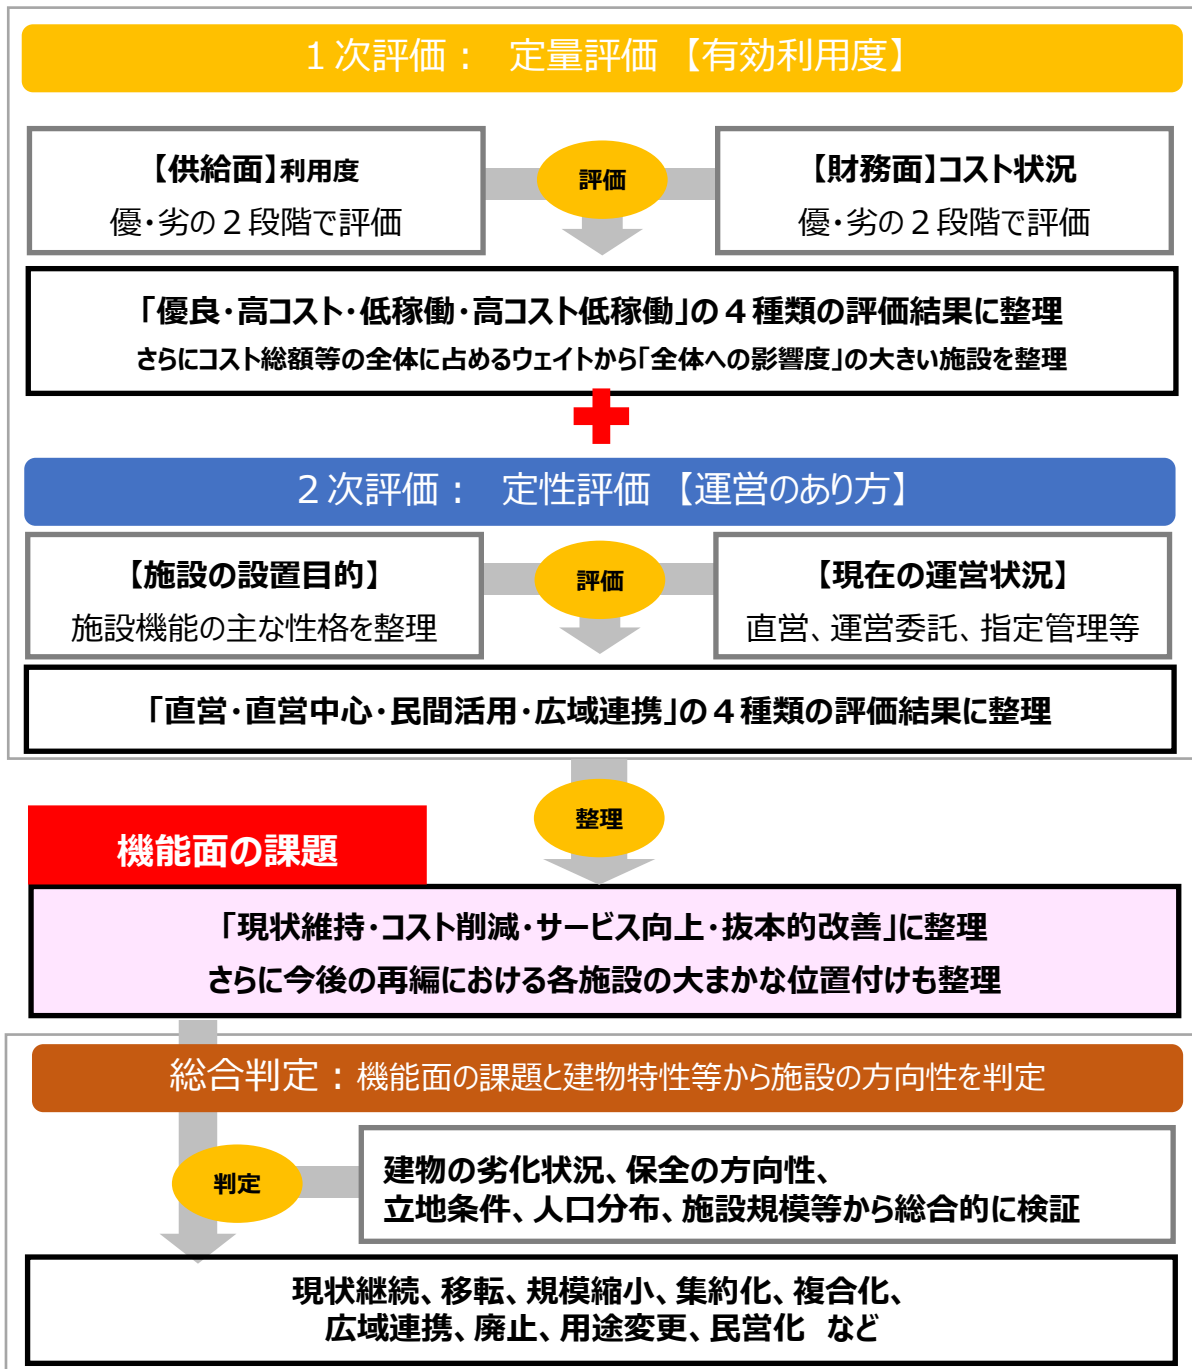 １次評価：　定量評価 【有効利用度】
【供給面】利用度
優・劣の２段階で評価
評価
【財務面】コスト状況
優・劣の２段階で評価
「優良・高コスト・低稼働・高コスト低稼働」の４種類の評価結果に整理
さらにコスト総額等の全体に占めるウェイトから「全体への影響度」の大きい施設を整理
２次評価：　定性評価 【運営のあり方】
【施設の設置目的】
施設機能の主な性格を整理
評価
【現在の運営状況】
直営、運営委託、指定管理等
「直営・直営中心・民間活用・広域連携」の４種類の評価結果に整理
整理
機能面の課題
「現状維持・コスト削減・サービス向上・抜本的改善」に整理
さらに今後の再編における各施設の大まかな位置付けも整理
総合判定：機能面の課題と建物特性等から施設の方向性を判定
判定
建物の劣化状況、保全の方向性、
立地条件、人口分布、施設規模等から総合的に検証
現状継続、移転、規模縮小、集約化、複合化、
広域連携、廃止、用途変更、民営化　など